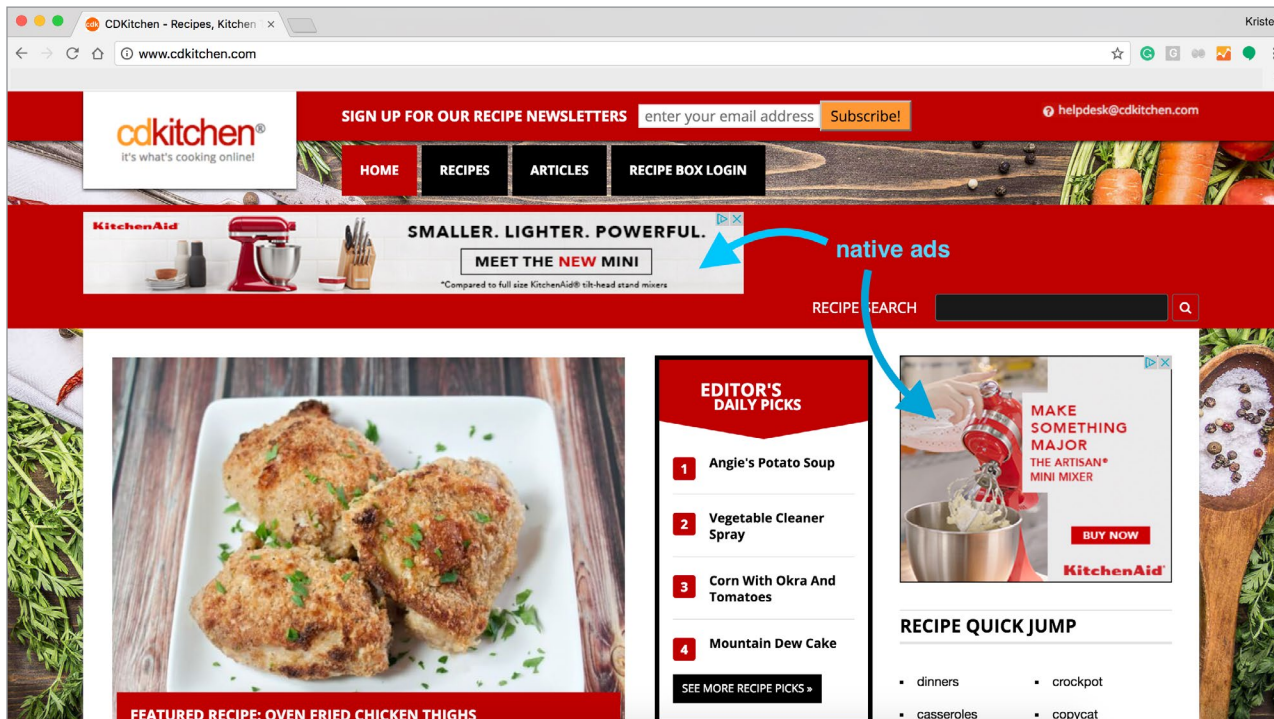 CDKitchen - Recipes, Kitchen
Kriste
www.cdkitchen.com
cdkitchen®
it's what's cooking online!
SIGN UP FOR OUR RECIPE NEWSLETTERS
enter your email address
Subscribe!
helpdesk@cdkitchen.com
HOME
RECIPES
ARTICLES
RECIPE BOX LOGIN
KitchenAid
SMALLER. LIGHTER. POWERFUL.
MEET THE NEW MINI
*Compared to full size KitchenAid® tilt-head stand mixers
native ads
RECIPE SEARCH
EDITOR'S
DAILY PICKS
1 Angie's Potato Soup
2 Vegetable Cleaner
Spray
3 Corn With Okra And
Tomatoes
4 Mountain Dew Cake
SEE MORE RECIPE PICKS »
MAKE
SOMETHING
MAJOR
THE ARTISAN®
MINI MIXER
BUY NOW
KitchenAid®
RECIPE QUICK JUMP
▪ dinners
▪ crockpot
▪ casseroles
▪ copycat
FEATURED RECIPE: OVEN FRIED CHICKEN THIGHS